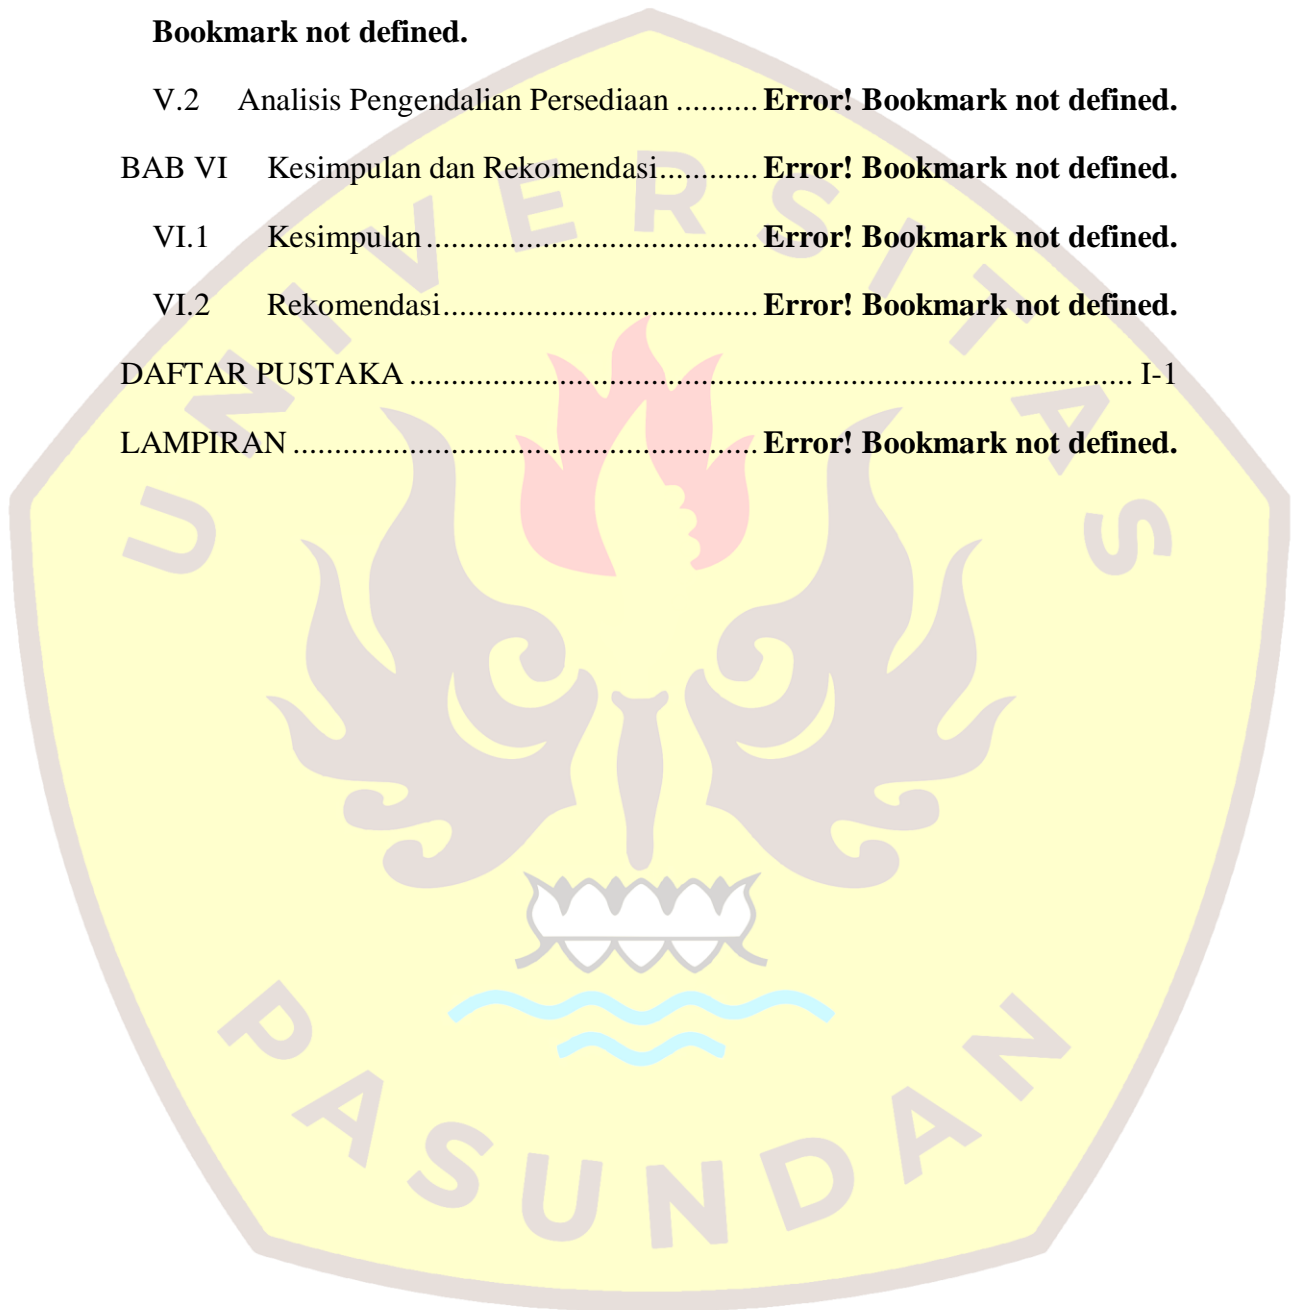 Bookmark not defined.
V.2 Analisis Pengendalian Persediaan .......... Error! Bookmark not defined.
BAB VI Kesimpulan dan Rekomendasi............ Error! Bookmark not defined.
VI.1 Kesimpulan ........................................ Error! Bookmark not defined.
VI.2 Rekomendasi...................................... Error! Bookmark not defined.
DAFTAR PUSTAKA ....................................................................................... I-1
LAMPIRAN ........................................................ Error! Bookmark not defined.
UNIVERSITAS
PASUNDAN